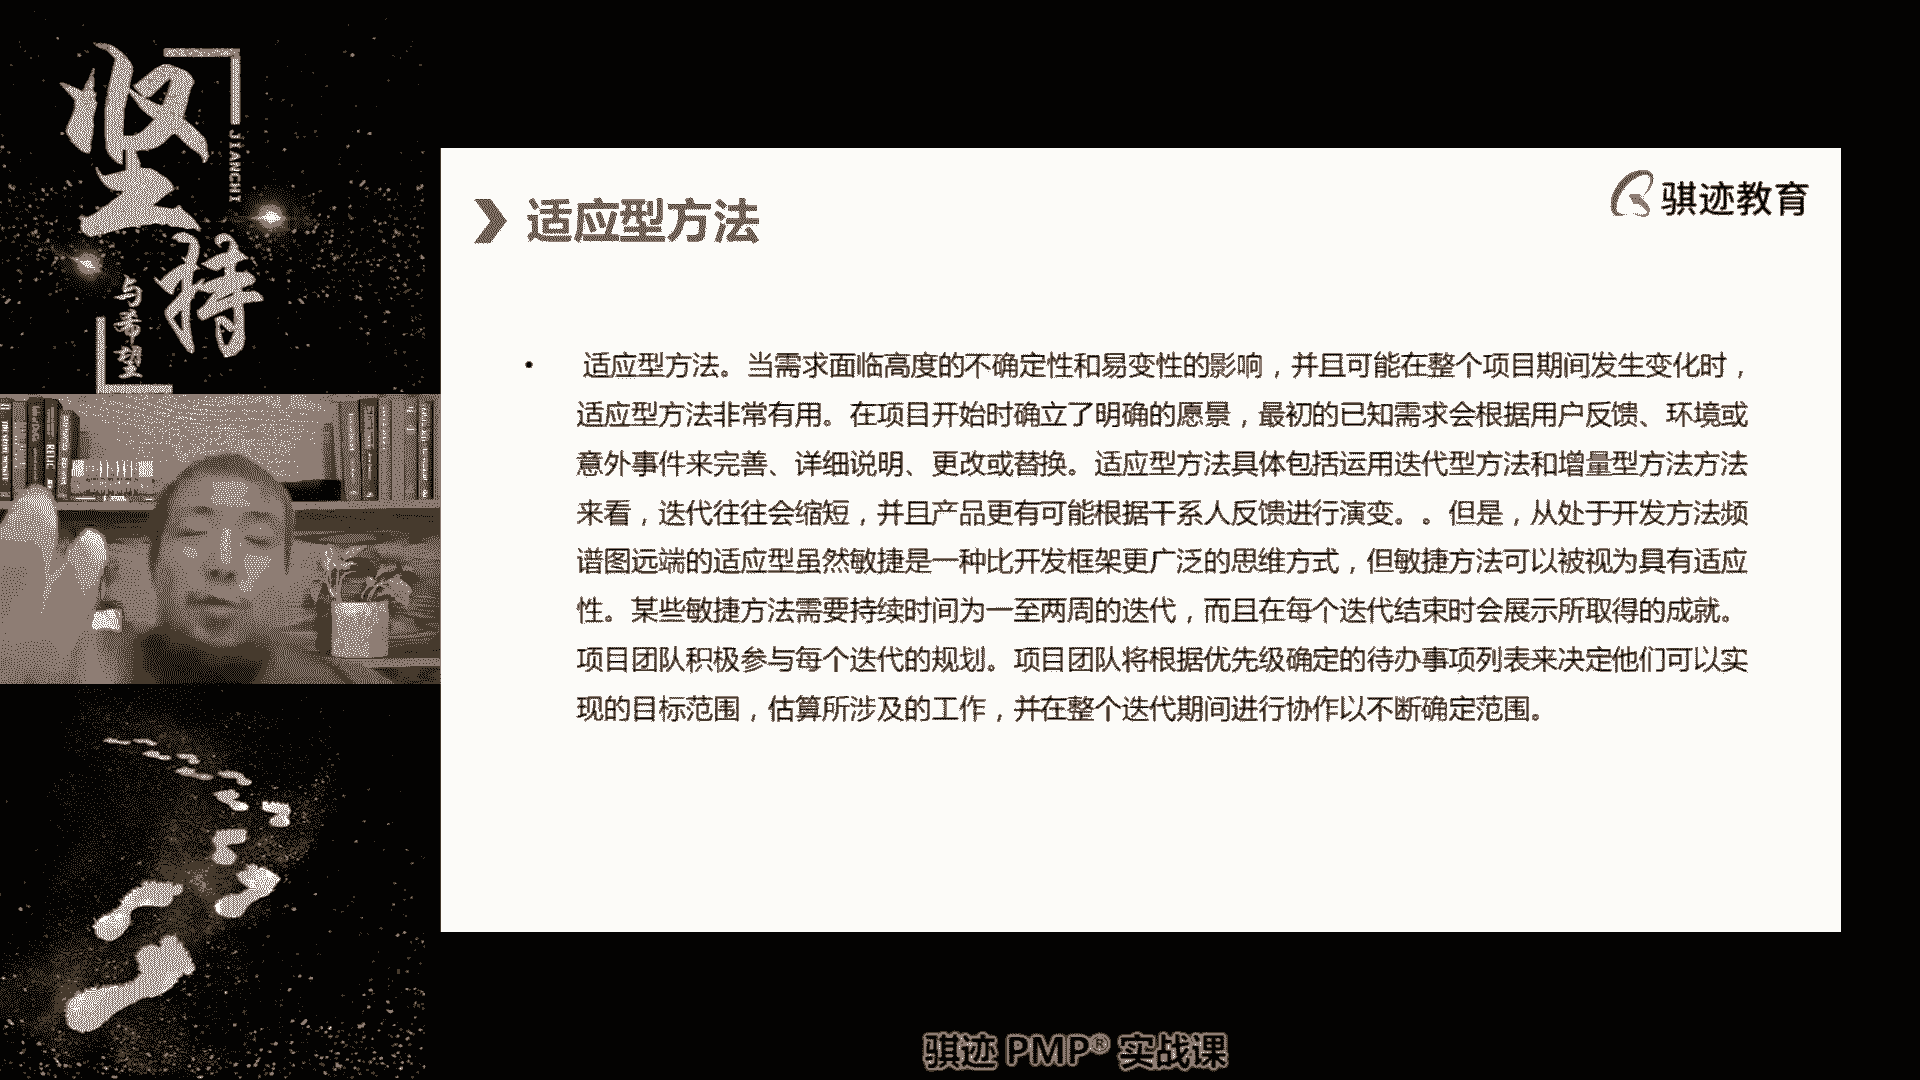 坚持
JIANCHI
与希望
骐迹教育
适应型方法
• 适应型方法。当需求面临高度的不确定性和易变性的影响，并且可能在整个项目期间发生变化时，
适应型方法非常有用。在项目开始时确立了明确的愿景，最初的已知需求会根据用户反馈、环境或
意外事件来完善、详细说明、更改或替换。适应型方法具体包括运用迭代型方法和增量型方法方法
来看，迭代往往会缩短，并且产品更有可能根据干系人反馈进行演变。。但是，从处于开发方法频
谱图远端的适应型虽然敏捷是一种比开发框架更广泛的思维方式，但敏捷方法可以被视为具有适应
性。某些敏捷方法需要持续时间为一至两周的迭代，而且在每个迭代结束时会展示所取得的成就。
项目团队积极参与每个迭代的规划。项目团队将根据优先级确定的待办事项列表来决定他们可以实
现的目标范围，估算所涉及的工作，并在整个迭代期间进行协作以不断确定范围。
骐迹 PMP® 实战课